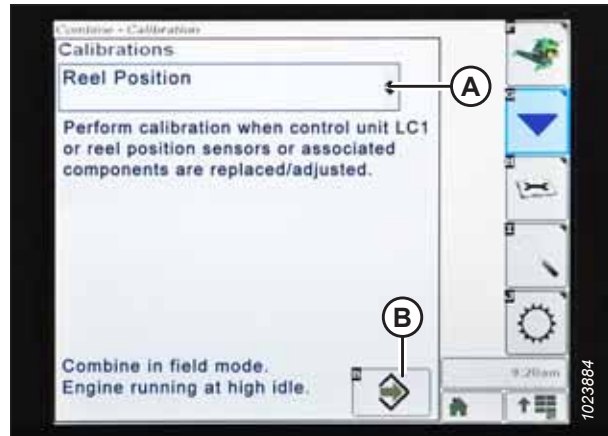 Combine - Calibration
Calibrations
Reel Position
A
Perform calibration when control unit LC1
or reel position sensors or associated
components are replaced/adjusted.
B
Combine in field mode.
Engine running at high idle.
9:20am
1023884